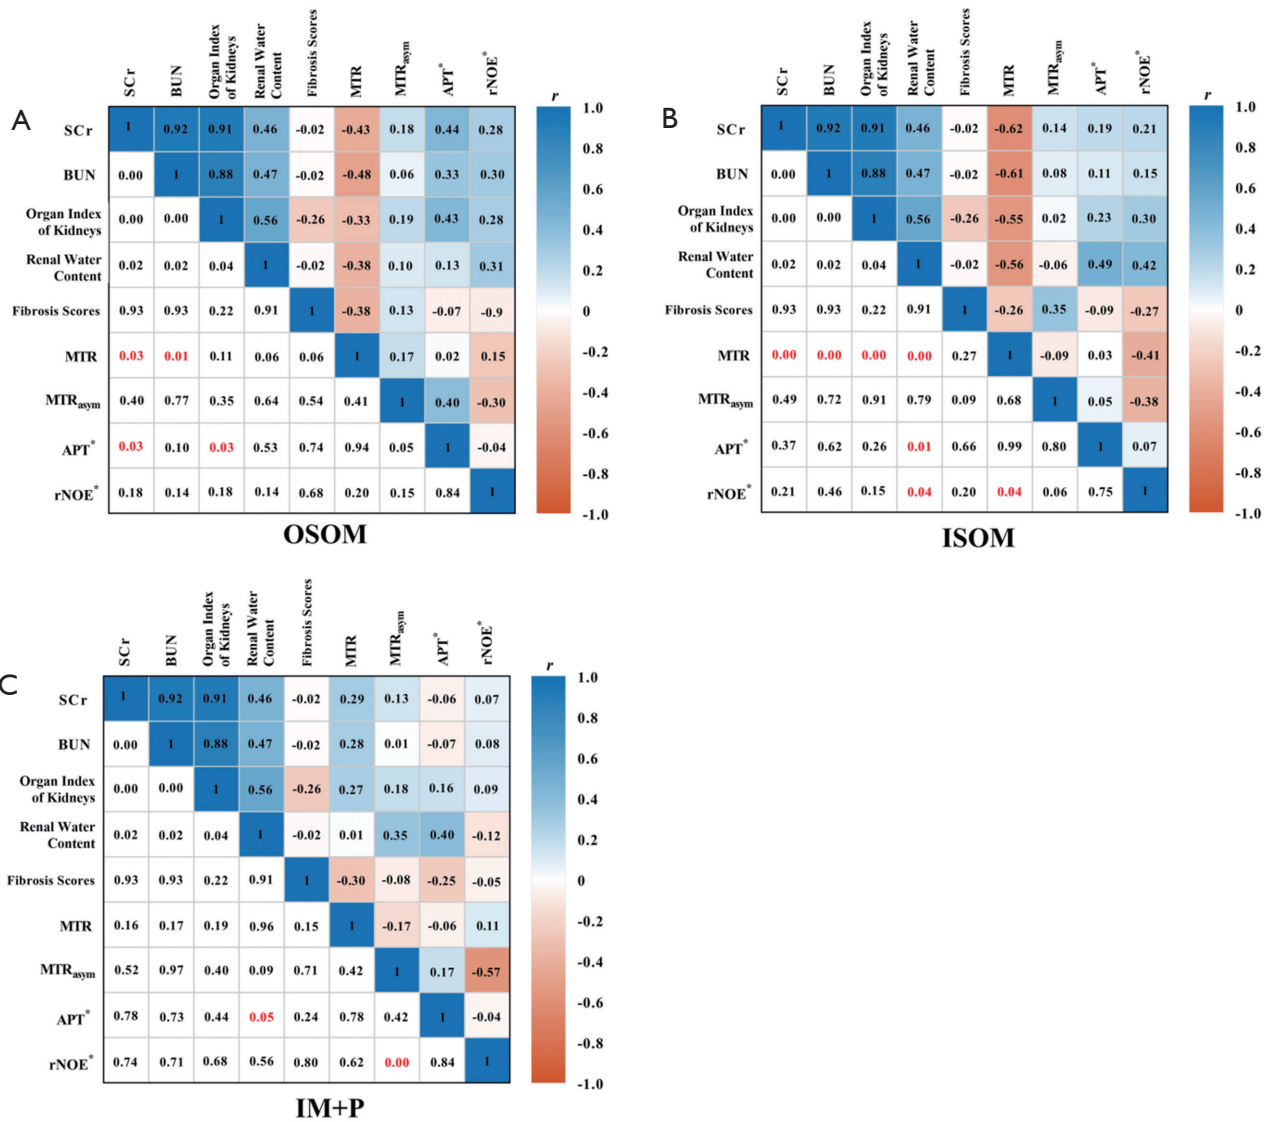 A
SCr BUN Organ Index of Kidneys Renal Water Content Fibrosis Scores MTR MTRasym APT* rNOE*
r
SCr 1 0.92 0.91 0.46 -0.02 -0.43 0.18 0.44 0.28
BUN 0.00 1 0.88 0.47 -0.02 -0.48 0.06 0.33 0.30
Organ Index of Kidneys 0.00 0.00 1 0.56 -0.26 -0.33 0.19 0.43 0.28
Renal Water Content 0.02 0.02 0.04 1 -0.02 -0.38 0.10 0.13 0.31
Fibrosis Scores 0.93 0.93 0.22 0.91 1 -0.38 0.13 -0.07 -0.9
MTR 0.03 0.01 0.11 0.06 0.06 1 0.17 0.02 0.15
MTRasym 0.40 0.77 0.35 0.64 0.54 0.41 1 0.40 -0.30
APT* 0.03 0.10 0.03 0.53 0.74 0.94 0.05 1 -0.04
rNOE* 0.18 0.14 0.18 0.14 0.68 0.20 0.15 0.84 1
1.0
0.8
0.6
0.4
0.2
0
-0.2
-0.4
-0.6
-0.8
-1.0
OSOM
B
SCr BUN Organ Index of Kidneys Renal Water Content Fibrosis Scores MTR MTRasym APT* rNOE*
r
SCr 1 0.92 0.91 0.46 -0.02 -0.62 0.14 0.19 0.21
BUN 0.00 1 0.88 0.47 -0.02 -0.61 0.08 0.11 0.15
Organ Index of Kidneys 0.00 0.00 1 0.56 -0.26 -0.55 0.02 0.23 0.30
Renal Water Content 0.02 0.02 0.04 1 -0.02 -0.56 -0.06 0.49 0.42
Fibrosis Scores 0.93 0.93 0.22 0.91 1 -0.26 0.35 -0.09 -0.27
MTR 0.00 0.00 0.00 0.00 0.27 1 -0.09 0.03 -0.41
MTRasym 0.49 0.72 0.91 0.79 0.09 0.68 1 0.05 -0.38
APT* 0.37 0.62 0.26 0.01 0.66 0.99 0.80 1 0.07
rNOE* 0.21 0.46 0.15 0.04 0.20 0.04 0.06 0.75 1
1.0
0.8
0.6
0.4
0.2
0
-0.2
-0.4
-0.6
-0.8
-1.0
ISOM
C
SCr BUN Organ Index of Kidneys Renal Water Content Fibrosis Scores MTR MTRasym APT* rNOE*
r
SCr 1 0.92 0.91 0.46 -0.02 0.29 0.13 -0.06 0.07
BUN 0.00 1 0.88 0.47 -0.02 0.28 0.01 -0.07 0.08
Organ Index of Kidneys 0.00 0.00 1 0.56 -0.26 0.27 0.18 0.16 0.09
Renal Water Content 0.02 0.02 0.04 1 -0.02 0.01 0.35 0.40 -0.12
Fibrosis Scores 0.93 0.93 0.22 0.91 1 -0.30 -0.08 -0.25 -0.05
MTR 0.16 0.17 0.19 0.96 0.15 1 -0.17 -0.06 0.11
MTRasym 0.52 0.97 0.40 0.09 0.71 0.42 1 0.17 -0.57
APT* 0.78 0.73 0.44 0.05 0.24 0.78 0.42 1 -0.04
rNOE* 0.74 0.71 0.68 0.56 0.80 0.62 0.00 0.84 1
1.0
0.8
0.6
0.4
0.2
0
-0.2
-0.4
-0.6
-0.8
-1.0
IM+P